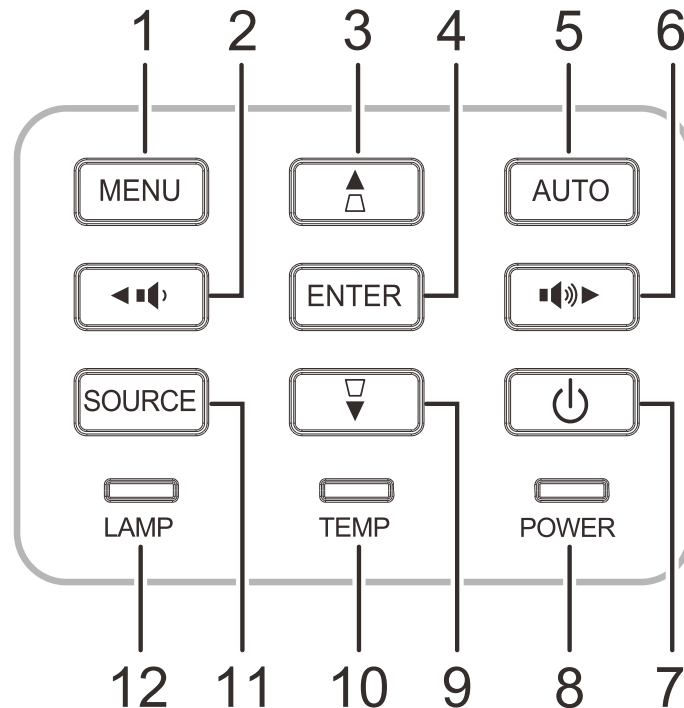 1 2 3 4 5 6
MENU AUTO
ENTER
SOURCE
LAMP TEMP POWER
12 11 10 9 8 7